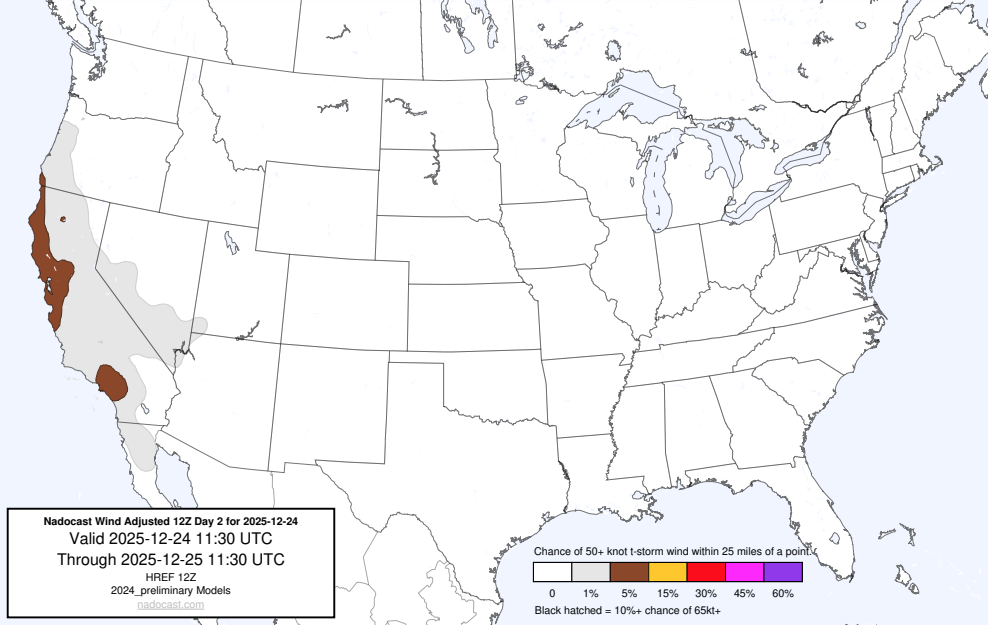 Nadocast Wind Adjusted 12Z Day 2 for 2025-12-24
Valid 2025-12-24 11:30 UTC
Through 2025-12-25 11:30 UTC
HREF 12Z
2024_preliminary Models
nadocast.com
Chance of 50+ knot t-storm wind within 25 miles of a point.
0 1% 5% 15% 30% 45% 60%
Black hatched = 10%+ chance of 65kt+